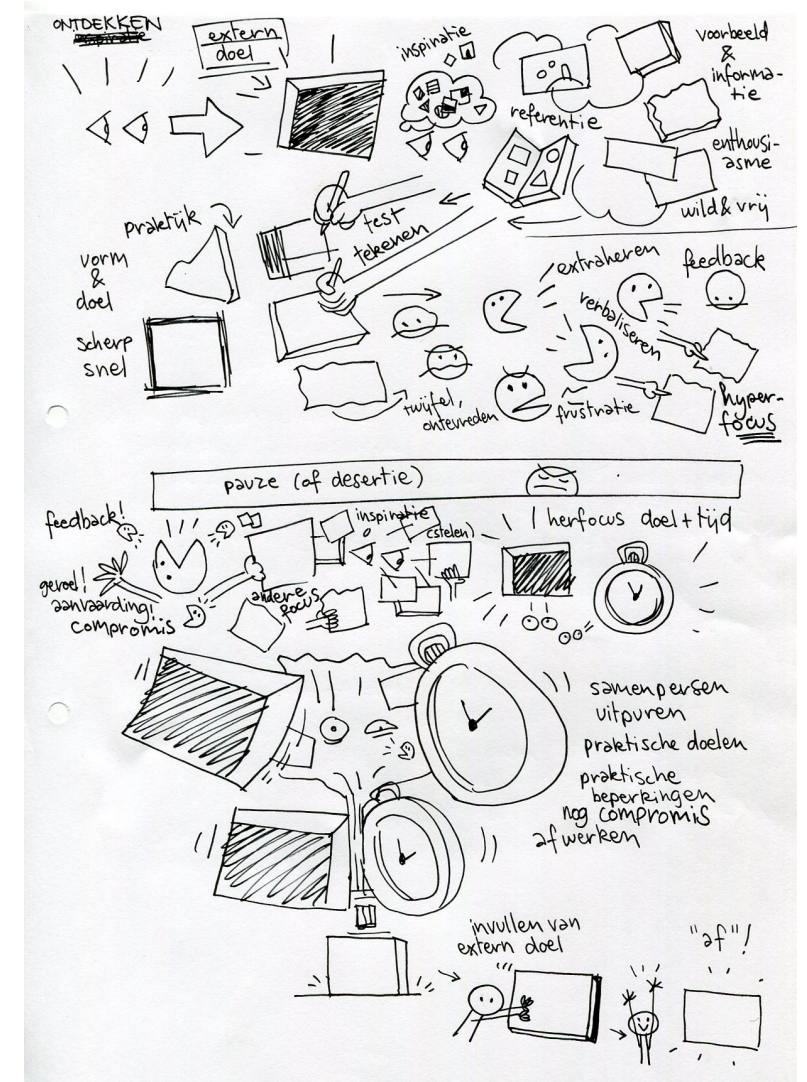 ONTDEKKEN
inspiratie
extern
doel
inspiratie
referentie
voorbeeld
&
informa-
tie
enthousi-
asme
wild & vrij
test
tekenen
praktijk
vorm
&
doel
scherp
snel
extraheren
feedback
verbaliseren
hyper-
focus
twijfel,
ontevreden
frustratie
pauze (of desertie)
feedback!
gevoel!
aanvaarding!
compromis
inspiratie
(stelen)
andere
focus
herfocus doel + tijd
samenpersen
uitpuren
praktische doelen
praktische
beperkingen
nog compromis
afwerken
invullen van
extern doel
"af"!